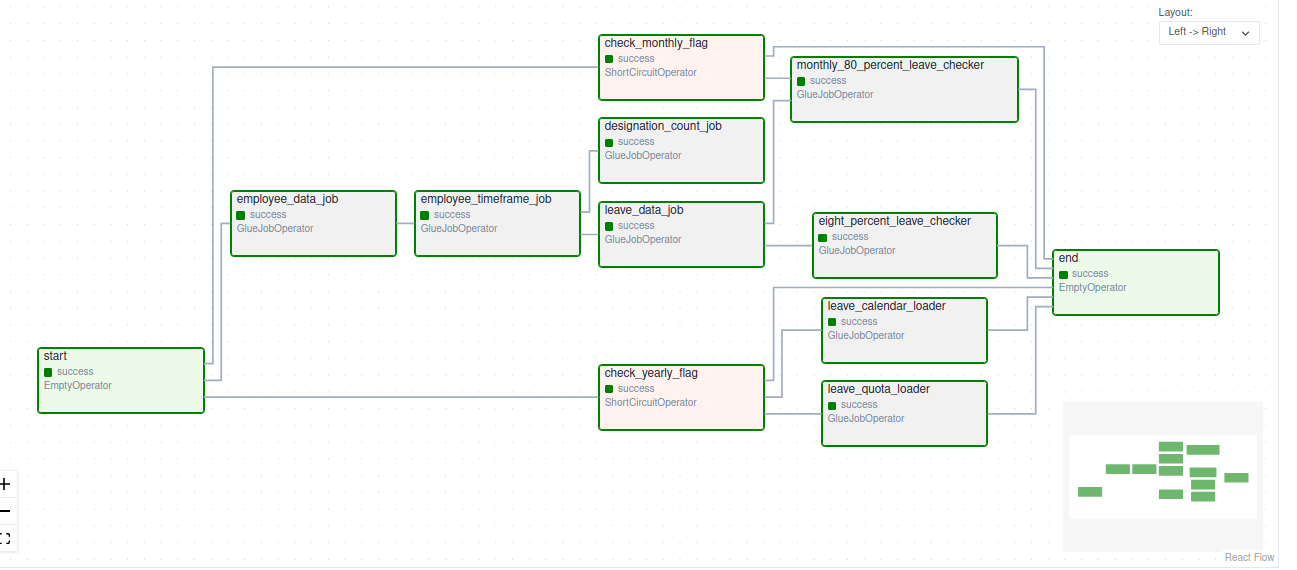 Layout:
Left -> Right
check_monthly_flag
success
ShortCircuitOperator
monthly_80_percent_leave_checker
success
GlueJobOperator
designation_count_job
success
GlueJobOperator
employee_data_job
success
GlueJobOperator
employee_timeframe_job
success
GlueJobOperator
leave_data_job
success
GlueJobOperator
eight_percent_leave_checker
success
GlueJobOperator
end
success
EmptyOperator
leave_calendar_loader
success
GlueJobOperator
start
success
EmptyOperator
check_yearly_flag
success
ShortCircuitOperator
leave_quota_loader
success
GlueJobOperator
React Flow